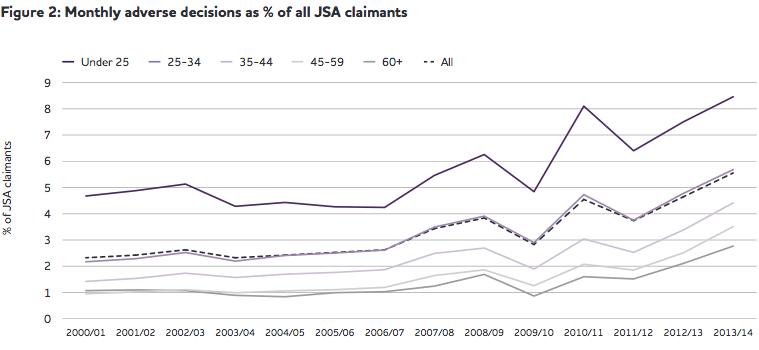 Figure 2: Monthly adverse decisions as % of all JSA claimants
Under 25 25-34 35-44 45-59 60+ All
9
8
7
6
5
4
3
2
1
0
% of JSA claimants
2000/01 2001/02 2002/03 2003/04 2004/05 2005/06 2006/07 2007/08 2008/09 2009/10 2010/11 2011/12 2012/13 2013/14